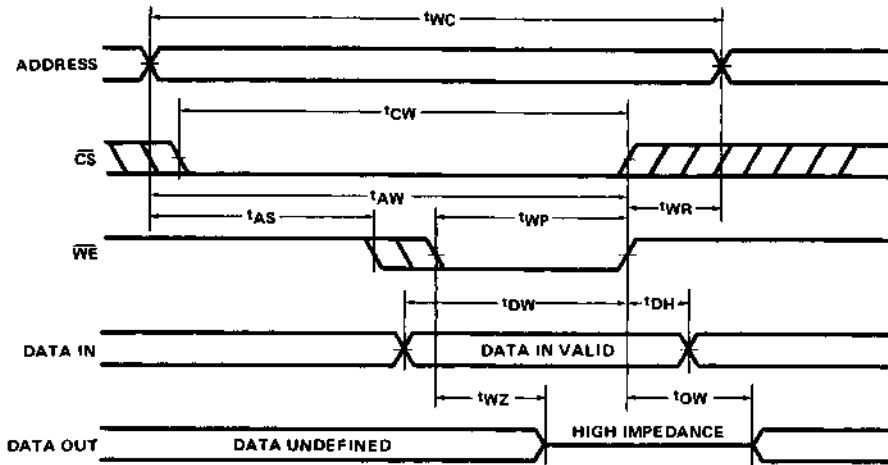 tWC
ADDRESS
tCW
CS
tAW
tAS
tWP
tWR
WE
tDW
tDH
DATA IN
DATA IN VALID
tWZ
tOW
DATA OUT
DATA UNDEFINED
HIGH IMPEDANCE